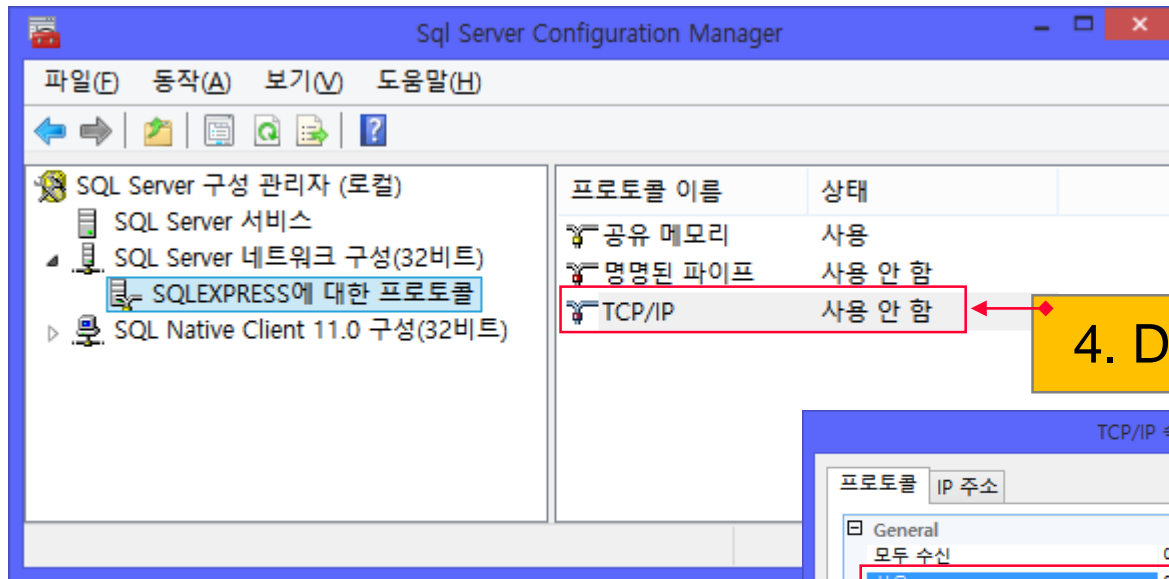 Sql Server Configuration Manager
파일(F) 동작(A) 보기(V) 도움말(H)
SQL Server 구성 관리자 (로컬)
SQL Server 서비스
SQL Server 네트워크 구성(32비트)
SQLEXPRESS에 대한 프로토콜
SQL Native Client 11.0 구성(32비트)
프로토콜 이름 상태
공유 메모리 사용
명명된 파이프 사용 안 함
TCP/IP 사용 안 함
4. D
TCP/IP
프로토콜 IP 주소
General
모두 수신